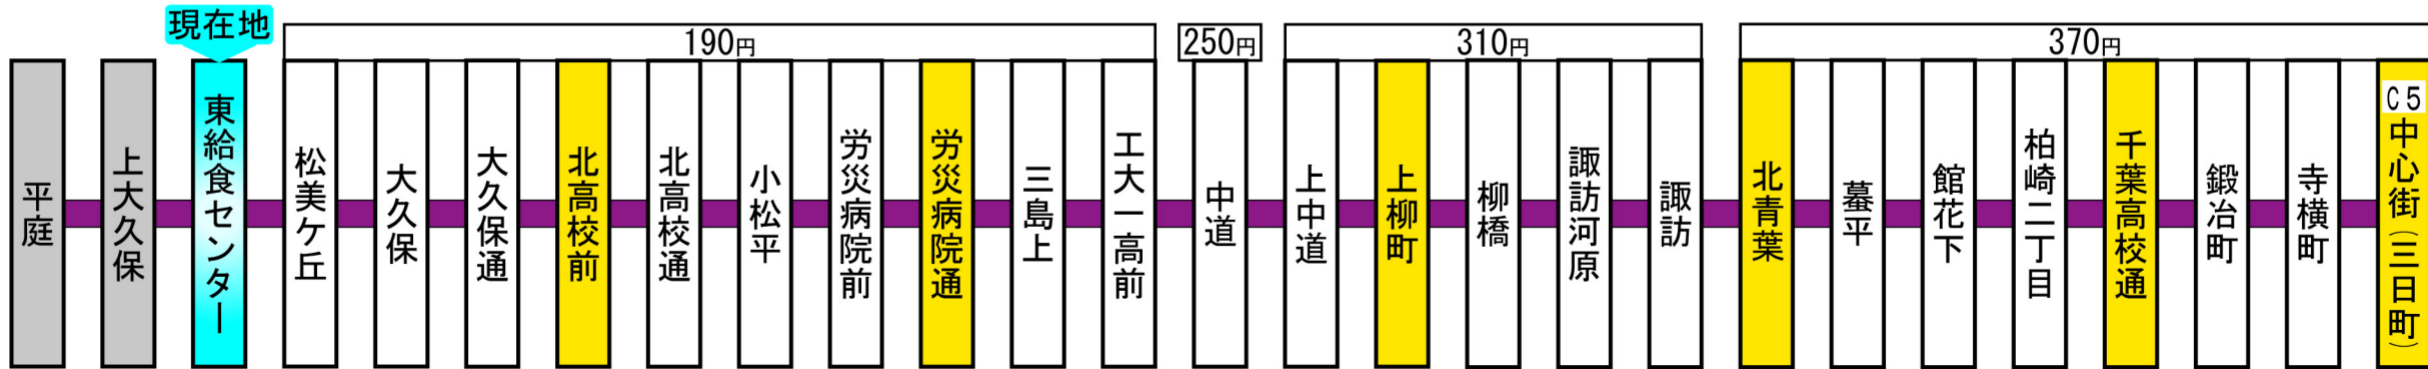 現在地
190円
250円
310円
370円
平庭
上大久保
東給食センター
松美ケ丘
大久保
大久保通
北高校前
北高校通
小松平
労災病院前
労災病院通
三島上
工大一高前
中道
上中道
上柳町
柳橋
諏訪河原
諏訪
北青葉
蟇平
館花下
柏崎二丁目
千葉高校通
鍛冶町
寺横町
C5
中心街(三日町)